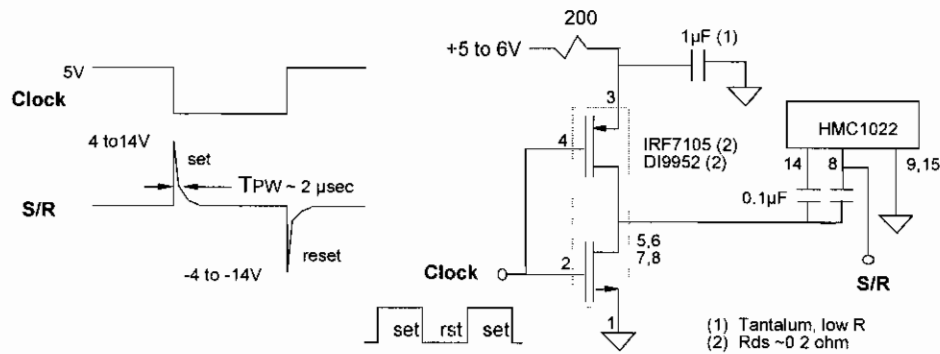 200
+5 to 6V
1µF (1)
5V
Clock
3
HMC1022
4 to14V
set
4
IRF7105 (2)
DI9952 (2)
14
8
9,15
TPW ~ 2 µsec
S/R
0.1µF
reset
5,6
7,8
-4 to -14V
Clock
2
S/R
set
rst
set
1
(1) Tantalum, low R
(2) Rds ~0 2 ohm